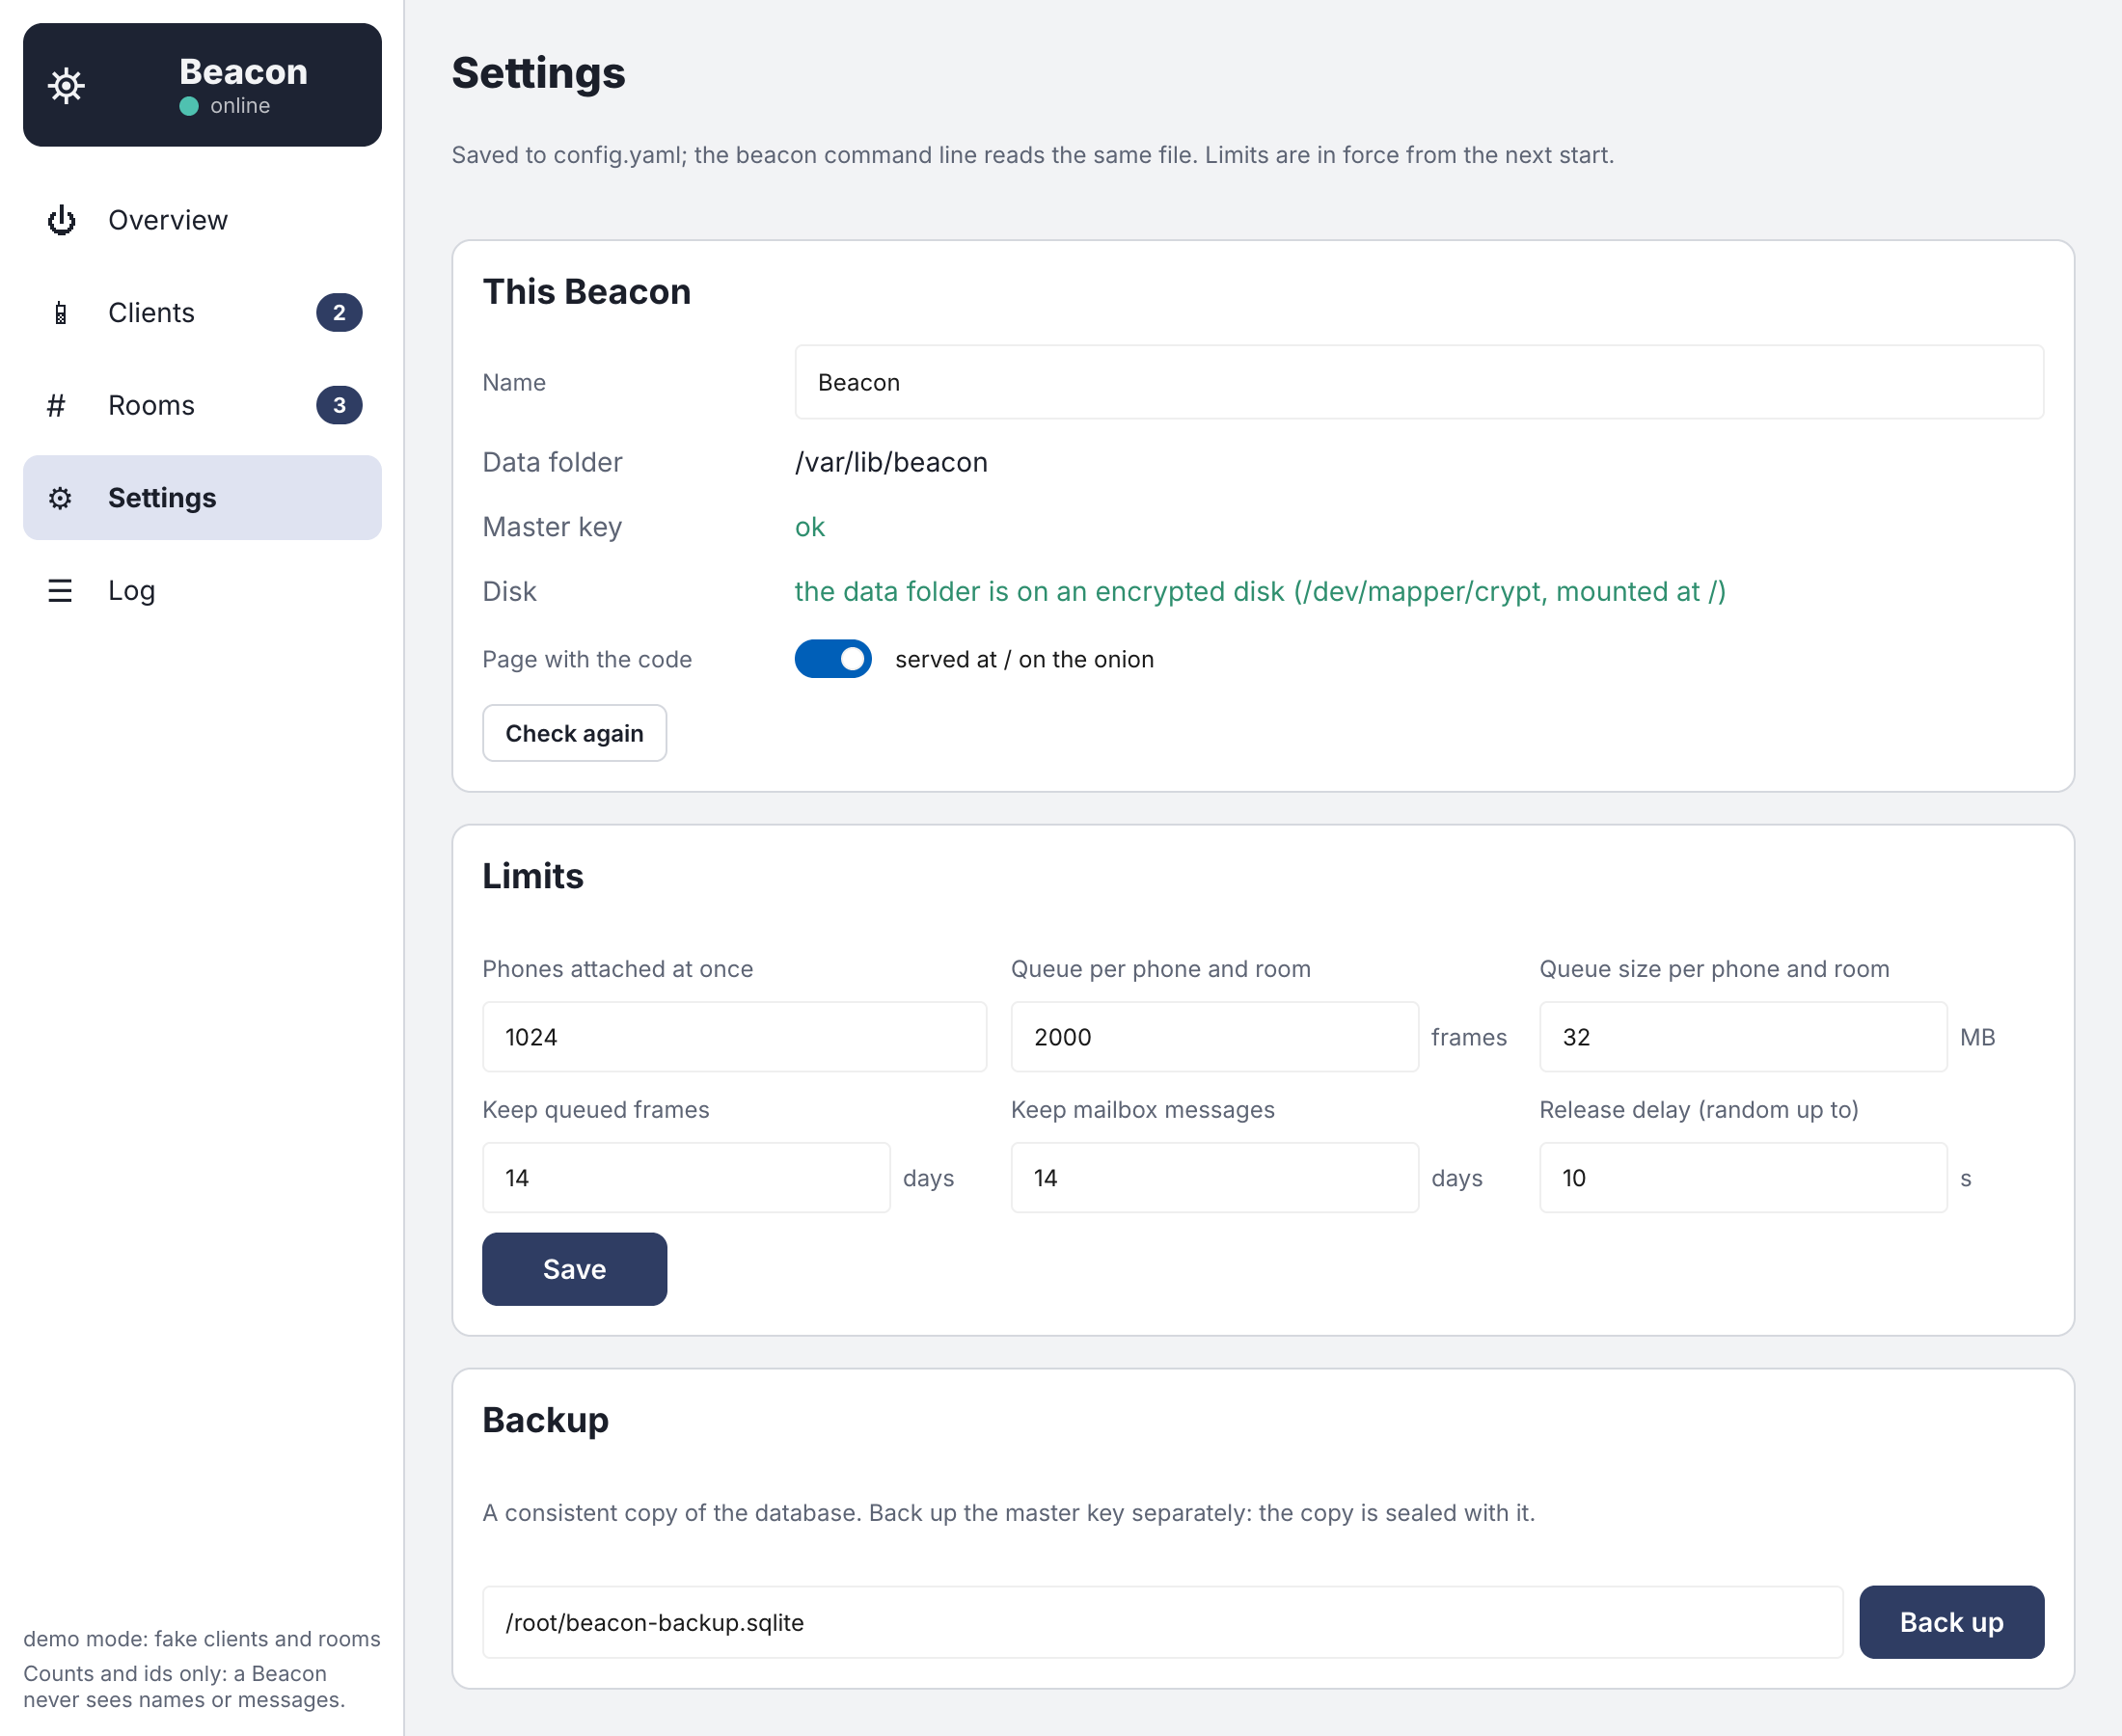 Beacon
online
Overview
Clients 2
# Rooms 3
Settings
Log
demo mode: fake clients and rooms
Counts and ids only: a Beacon
never sees names or messages.
Settings
Saved to config.yaml; the beacon command line reads the same file. Limits are in force from the next start.
This Beacon
Name Beacon
Data folder /var/lib/beacon
Master key ok
Disk the data folder is on an encrypted disk (/dev/mapper/crypt, mounted at /)
Page with the code served at / on the onion
Check again
Limits
Phones attached at once Queue per phone and room Queue size per phone and room
1024 2000 frames 32 MB
Keep queued frames Keep mailbox messages Release delay (random up to)
14 days 14 days 10 s
Save
Backup
A consistent copy of the database. Back up the master key separately: the copy is sealed with it.
/root/beacon-backup.sqlite Back up